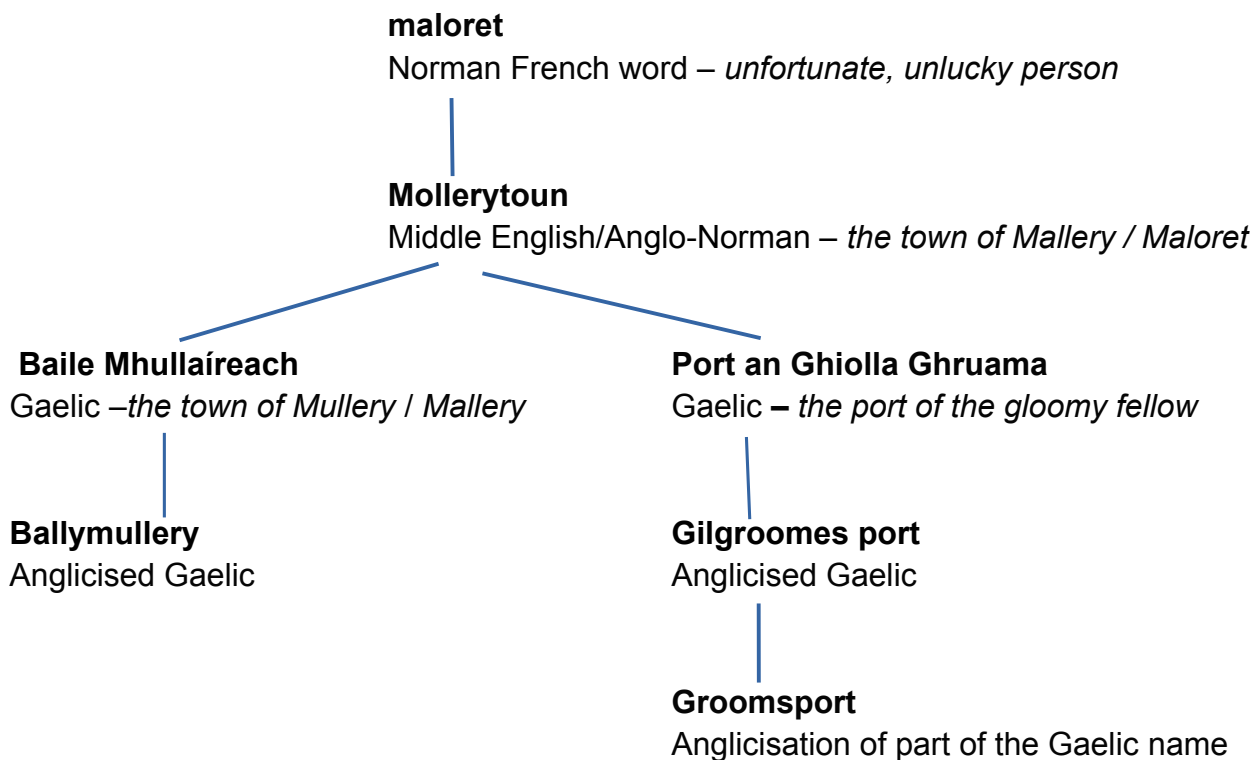 maloret
Norman French word – unfortunate, unlucky person
Mollerytoun
Middle English/Anglo-Norman – the town of Mallery / Maloret
Baile Mhullaíreach
Gaelic –the town of Mullery / Mallery
Port an Ghiolla Ghruama
Gaelic – the port of the gloomy fellow
Ballymullery
Anglicised Gaelic
Gilgroomes port
Anglicised Gaelic
Groomsport
Anglicisation of part of the Gaelic name